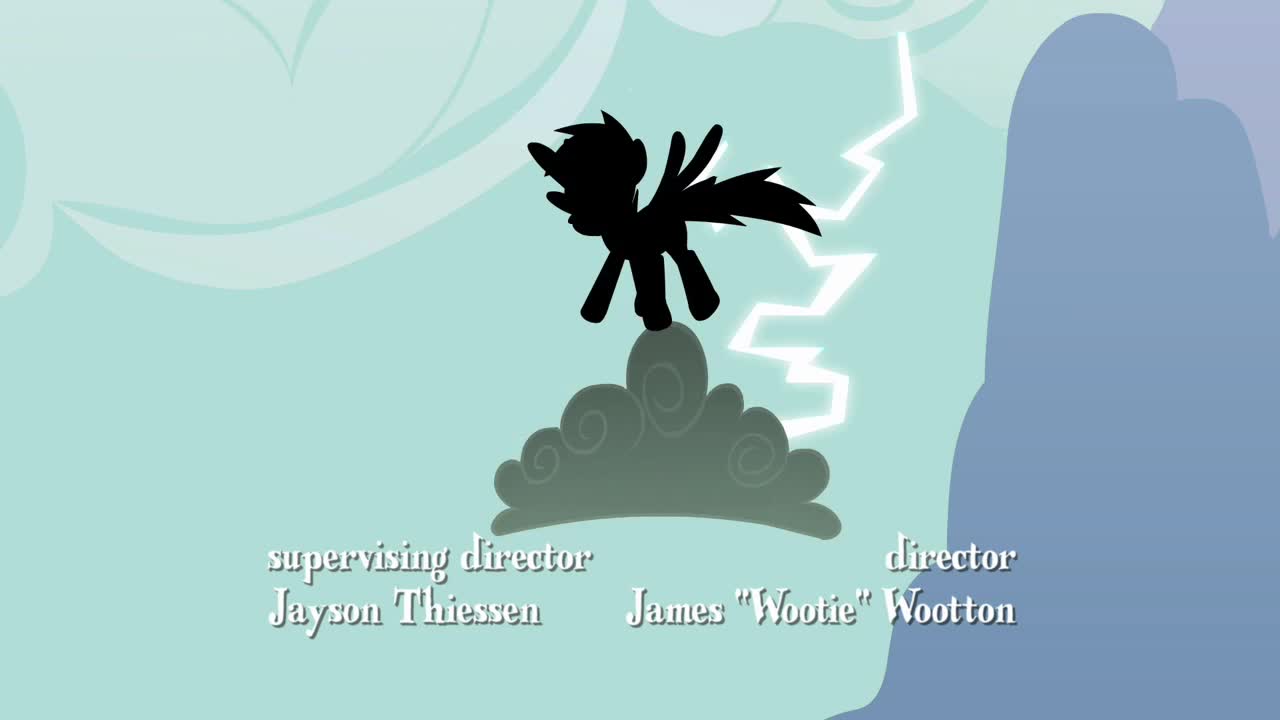 supervising director
Jayson Thiessen
director
James "Wootie" Wootton